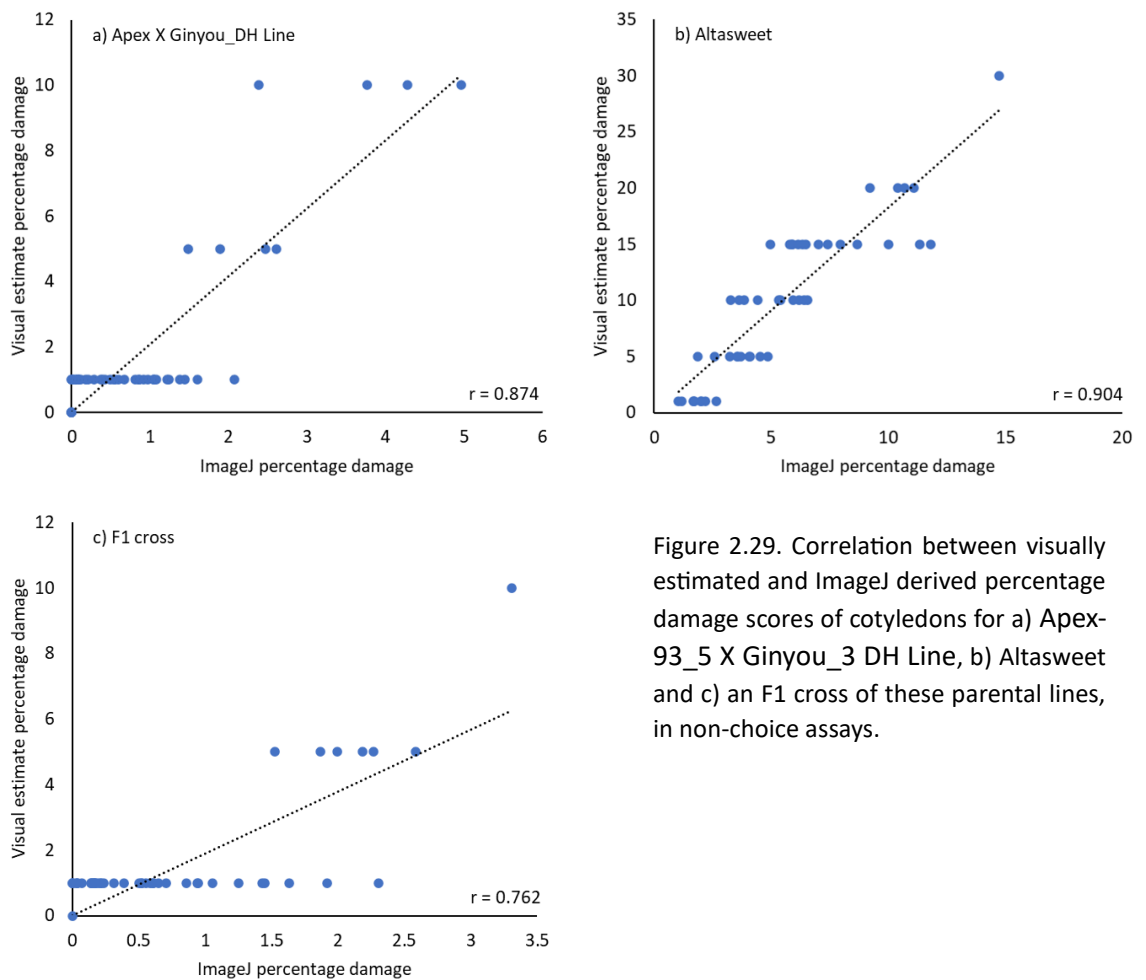 a) Apex X Ginyou_DH Line
Visual estimate percentage damage
12
10
8
6
4
2
0
0 1 2 3 4 5 6
r = 0.874
ImageJ percentage damage
b) Altasweet
Visual estimate percentage damage
35
30
25
20
15
10
5
0
0 5 10 15 20
r = 0.904
ImageJ percentage damage
c) F1 cross
Visual estimate percentage damage
12
10
8
6
4
2
0
0 0.5 1 1.5 2 2.5 3 3.5
r = 0.762
ImageJ percentage damage
Figure 2.29. Correlation between visually
estimated and ImageJ derived percentage
damage scores of cotyledons for a) Apex-
93_5 X Ginyou_3 DH Line, b) Altasweet
and c) an F1 cross of these parental lines,
in non-choice assays.